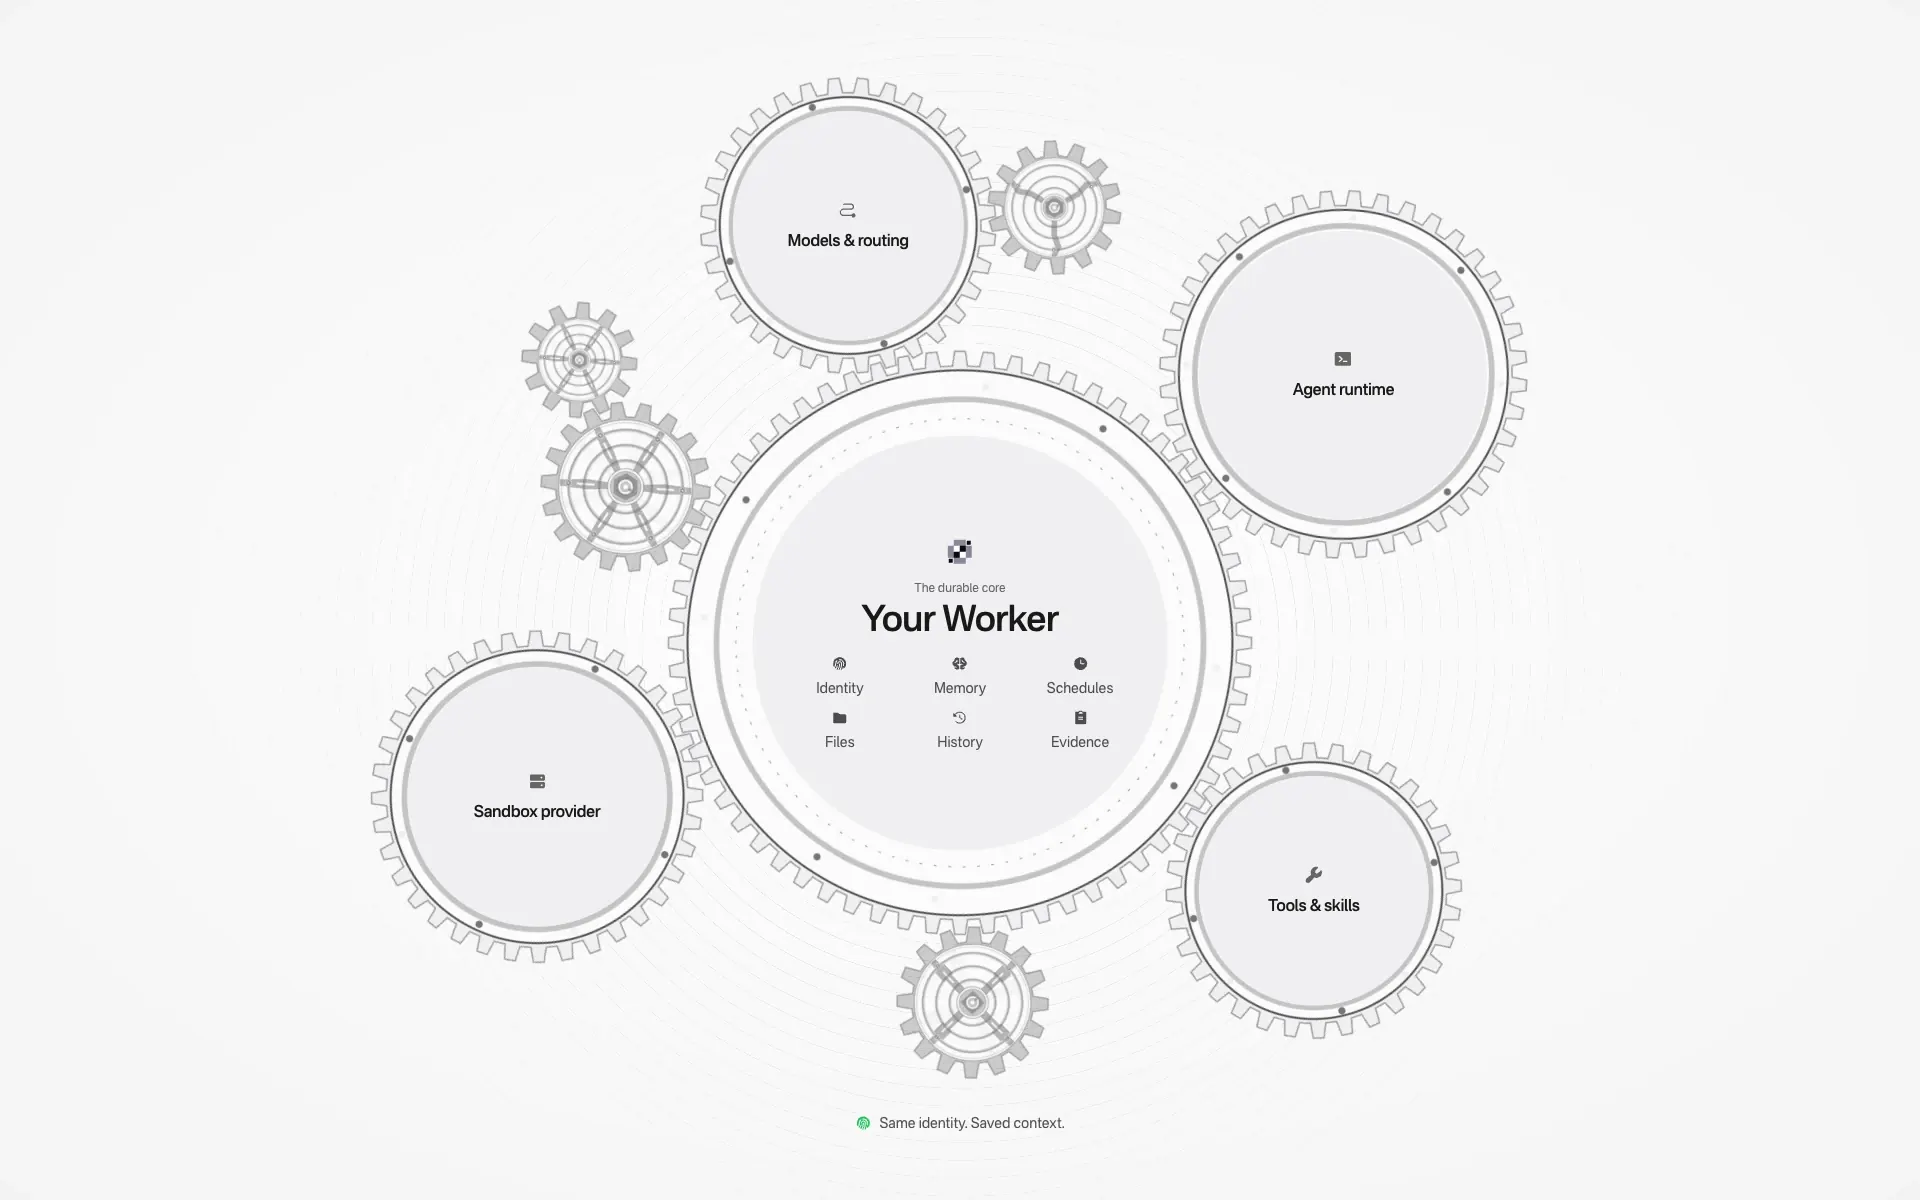 Models & routing
Agent runtime
The durable core
Your Worker
Identity
Memory
Schedules
Files
History
Evidence
Sandbox provider
Tools & skills
Same identity. Saved context.